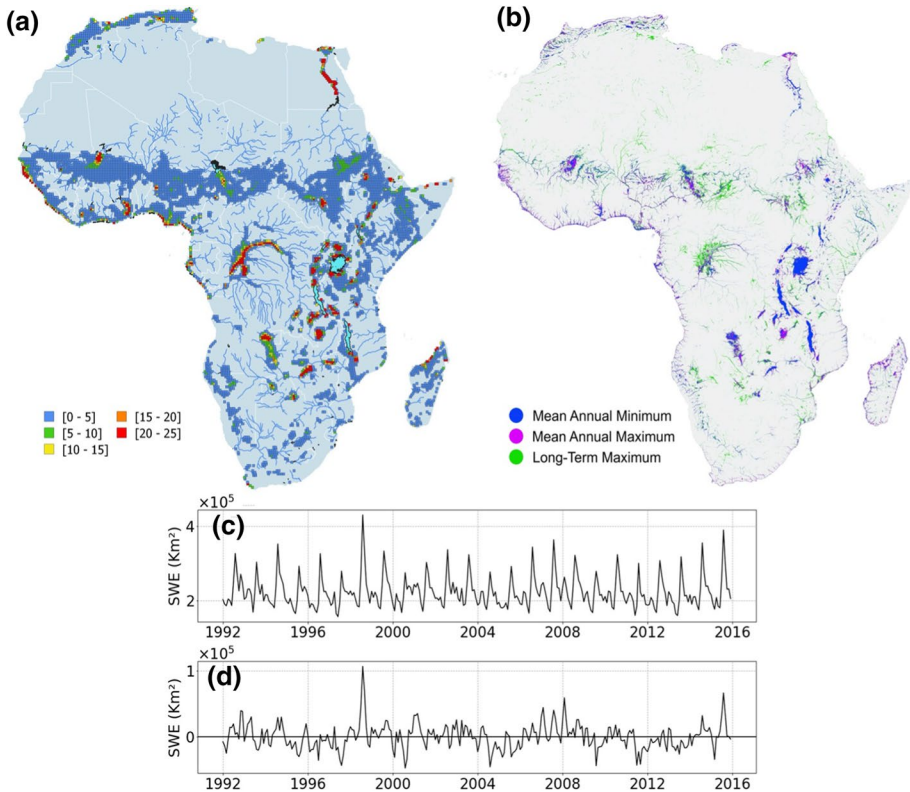 (a)
(b)
[0 - 5]
[15 - 20]
[5 - 10]
[20 - 25]
[10 - 15]
Mean Annual Minimum
Mean Annual Maximum
Long-Term Maximum
×10⁵
(c)
4
2
SWE (Km²)
1992 1996 2000 2004 2008 2012 2016
×10⁵
(d)
1
0
SWE (Km²)
1992 1996 2000 2004 2008 2012 2016